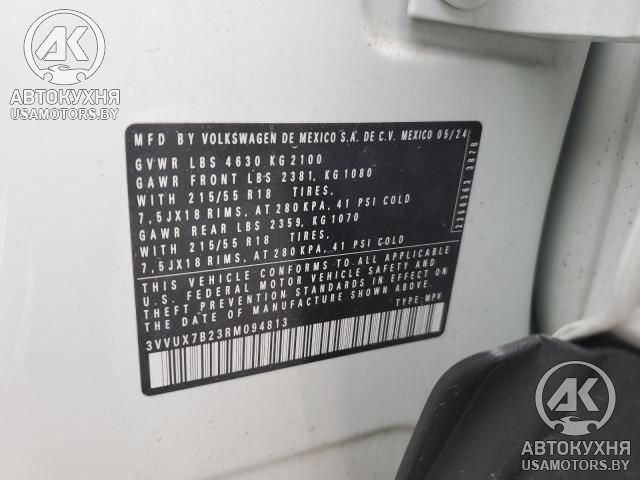 AK
АВТОКУХНЯ
USAMOTORS.BY
MFD BY VOLKSWAGEN DE MEXICO S.A. DE C.V. MEXICO 05/24
GVWR LBS 4630 KG 2100
GAWR FRONT LBS 2381, KG 1080
WITH 215/55 R18 TIRES,
7,5JX18 RIMS, AT 280 KPA, 41 PSI COLD
GAWR REAR LBS 2359, KG 1070
WITH 215/55 R18 TIRES,
7,5JX18 RIMS, AT 280 KPA, 41 PSI COLD
THIS VEHICLE CONFORMS TO ALL APPLICABLE
U.S. FEDERAL MOTOR VEHICLE SAFETY AND
THEFT PREVENTION STANDARDS IN EFFECT ON
THE DATE OF MANUFACTURE SHOWN ABOVE.
TYPE: MPV
3VVUX7B23RM094813
2260363 3878
AK
АВТОКУХНЯ
USAMOTORS.BY